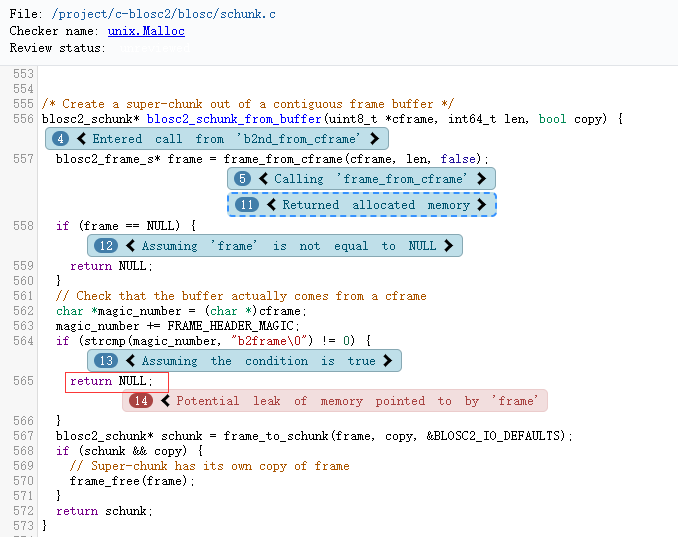 File: /project/c-blosc2/blosc/schunk.c
Checker name: unix.Malloc
Review status:
553
554
555 /* Create a super-chunk out of a contiguous frame buffer */
556 blosc2_schunk* blosc2_schunk_from_buffer(uint8_t *cframe, int64_t len, bool copy) {
4 Entered call from 'b2nd_from_cframe'
557 blosc2_frame_s* frame = frame_from_cframe(cframe, len, false);
5 Calling 'frame_from_cframe'
11 Returned allocated memory
558 if (frame == NULL) {
12 Assuming 'frame' is not equal to NULL
559 return NULL;
560 }
561 // Check that the buffer actually comes from a cframe
562 char *magic_number = (char *)cframe;
563 magic_number += FRAME_HEADER_MAGIC;
564 if (strcmp(magic_number, "b2frame\0") != 0) {
13 Assuming the condition is true
565 return NULL;
14 Potential leak of memory pointed to by 'frame'
566 }
567 blosc2_schunk* schunk = frame_to_schunk(frame, copy, &BLOSC2_IO_DEFAULTS);
568 if (schunk && copy) {
569 // Super-chunk has its own copy of frame
570 frame_free(frame);
571 }
572 return schunk;
573 }